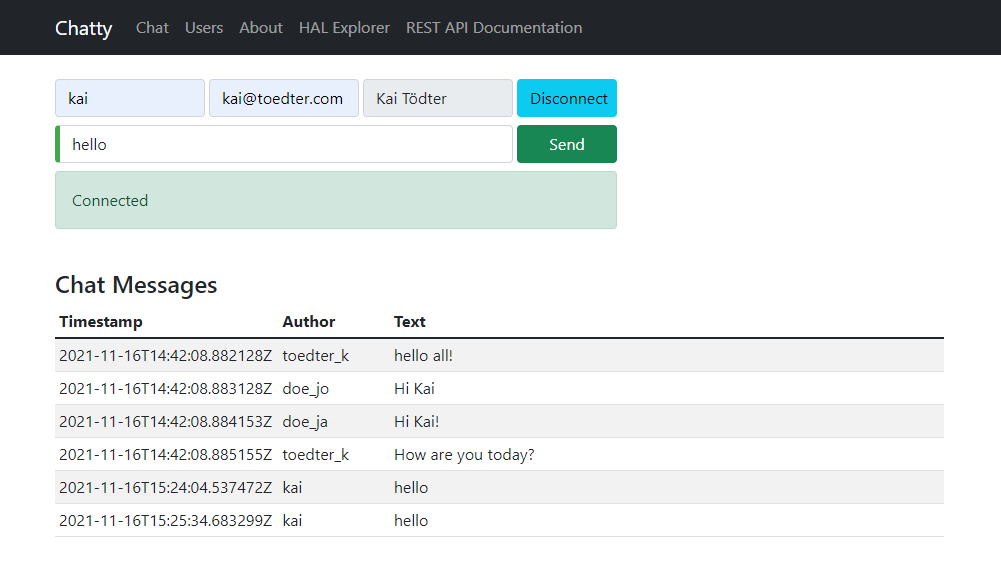 Chatty Chat Users About HAL Explorer REST API Documentation
kai kai@toedter.com Kai Tödter Disconnect
hello Send
Connected
Chat Messages
Timestamp Author Text
2021-11-16T14:42:08.882128Z toedter_k hello all!
2021-11-16T14:42:08.883128Z doe_jo Hi Kai
2021-11-16T14:42:08.884153Z doe_ja Hi Kai!
2021-11-16T14:42:08.885155Z toedter_k How are you today?
2021-11-16T15:24:04.537472Z kai hello
2021-11-16T15:25:34.683299Z kai hello